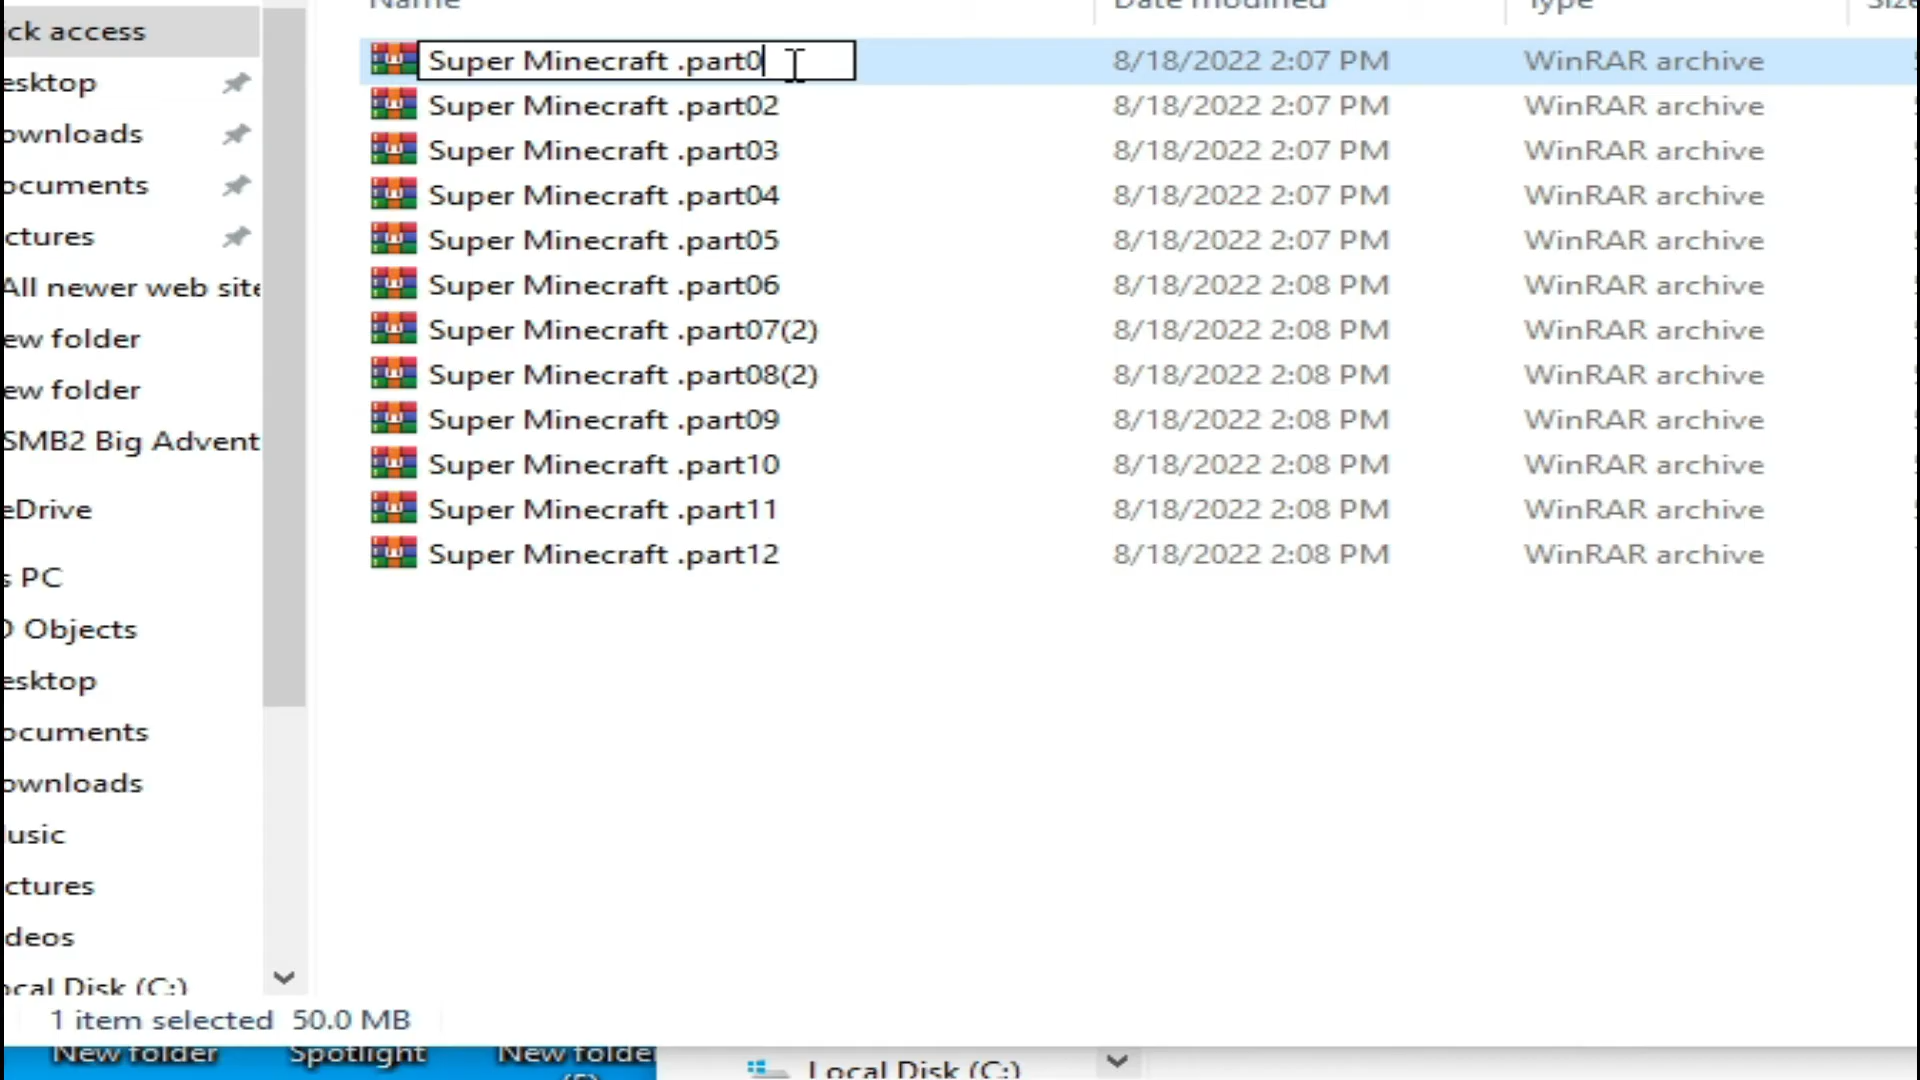 Name Date modified Type Size
ick access
esktop
ownloads
ocuments
ctures
All newer web site
ew folder
ew folder
SMB2 Big Advent
eDrive
s PC
D Objects
esktop
ocuments
ownloads
usic
ctures
deos
ocal Disk (C:)
Super Minecraft .part0 8/18/2022 2:07 PM WinRAR archive
Super Minecraft .part02 8/18/2022 2:07 PM WinRAR archive
Super Minecraft .part03 8/18/2022 2:07 PM WinRAR archive
Super Minecraft .part04 8/18/2022 2:07 PM WinRAR archive
Super Minecraft .part05 8/18/2022 2:07 PM WinRAR archive
Super Minecraft .part06 8/18/2022 2:08 PM WinRAR archive
Super Minecraft .part07(2) 8/18/2022 2:08 PM WinRAR archive
Super Minecraft .part08(2) 8/18/2022 2:08 PM WinRAR archive
Super Minecraft .part09 8/18/2022 2:08 PM WinRAR archive
Super Minecraft .part10 8/18/2022 2:08 PM WinRAR archive
Super Minecraft .part11 8/18/2022 2:08 PM WinRAR archive
Super Minecraft .part12 8/18/2022 2:08 PM WinRAR archive
1 item selected 50.0 MB
New folder Spotlight New folde
Local Disk (C:)